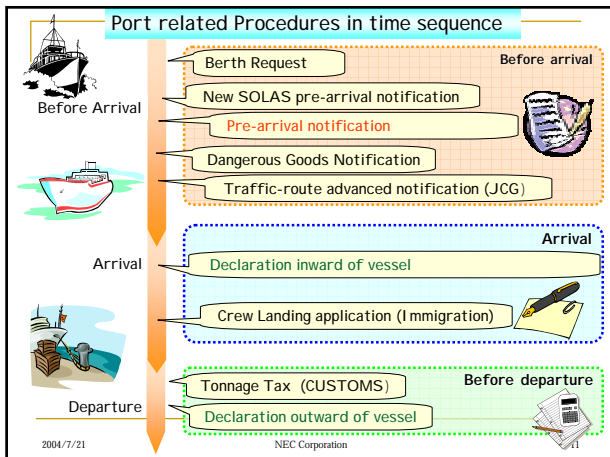 Port related Procedures in time sequence
Before arrival
Berth Request
New SOLAS pre-arrival notification
Before Arrival
Pre-arrival notification
Dangerous Goods Notification
Traffic-route advanced notification (JCG)
Arrival
Arrival
Declaration inward of vessel
Crew Landing application (Immigration)
Before departure
Tonnage Tax (CUSTOMS)
Departure
Declaration outward of vessel
2004/7/21
NEC Corporation
11